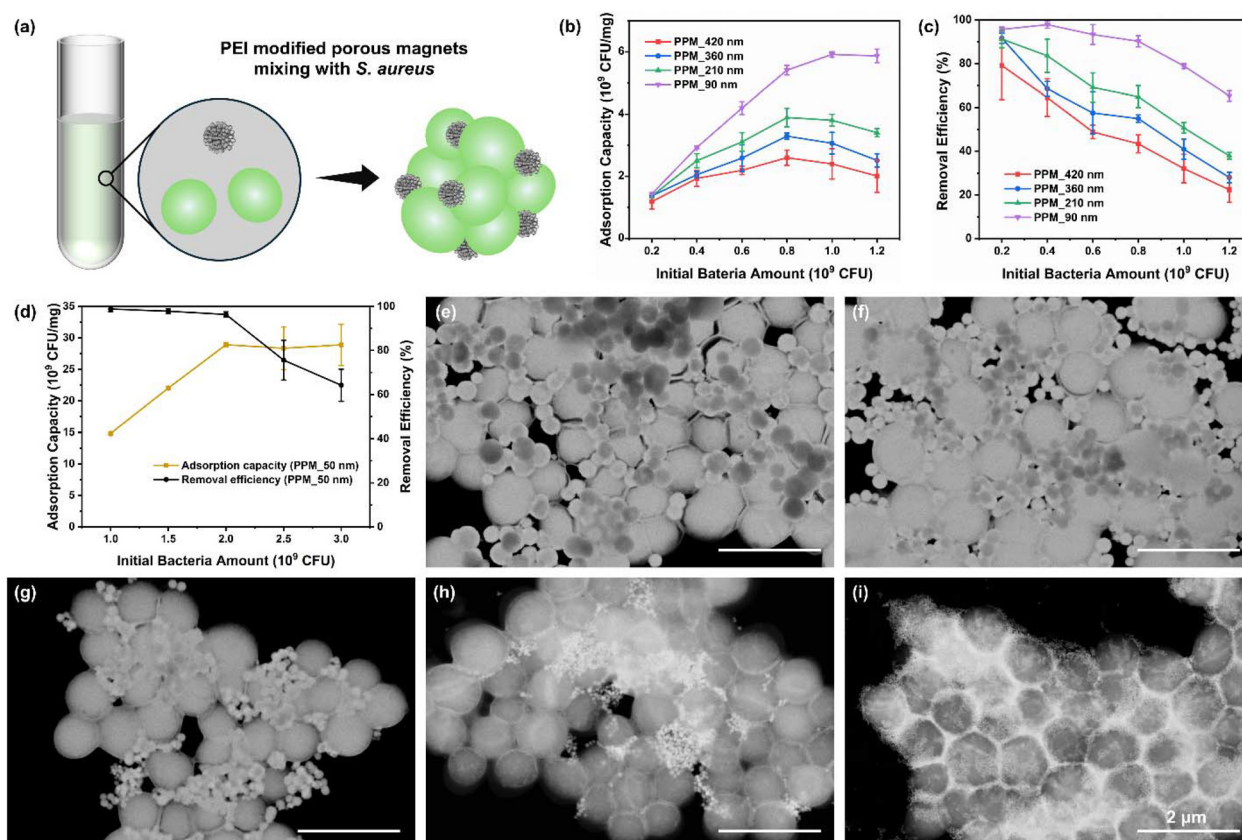 (a)
PEI modified porous magnets
mixing with S. aureus
(b)
Adsorption Capacity (10⁹ CFU/mg)
6
4
2
0
PPM_420 nm
PPM_360 nm
PPM_210 nm
PPM_90 nm
0.2 0.4 0.6 0.8 1.0 1.2
Initial Bateria Amount (10⁹ CFU)
(c)
Removal Efficiency (%)
100
80
60
40
20
0
PPM_420 nm
PPM_360 nm
PPM_210 nm
PPM_90 nm
0.2 0.4 0.6 0.8 1.0 1.2
Initial Bacteria Amount (10⁹ CFU)
(d)
Adsorption Capacity (10⁹ CFU/mg)
35
30
25
20
15
10
5
0
Adsorption capacity (PPM_50 nm)
Removal efficiency (PPM_50 nm)
100
80
60
40
20
0
Removal Efficiency (%)
1.0 1.5 2.0 2.5 3.0
Initial Bacteria Amount (10⁹ CFU)
(e)
(f)
(g)
(h)
(i)
2 μm